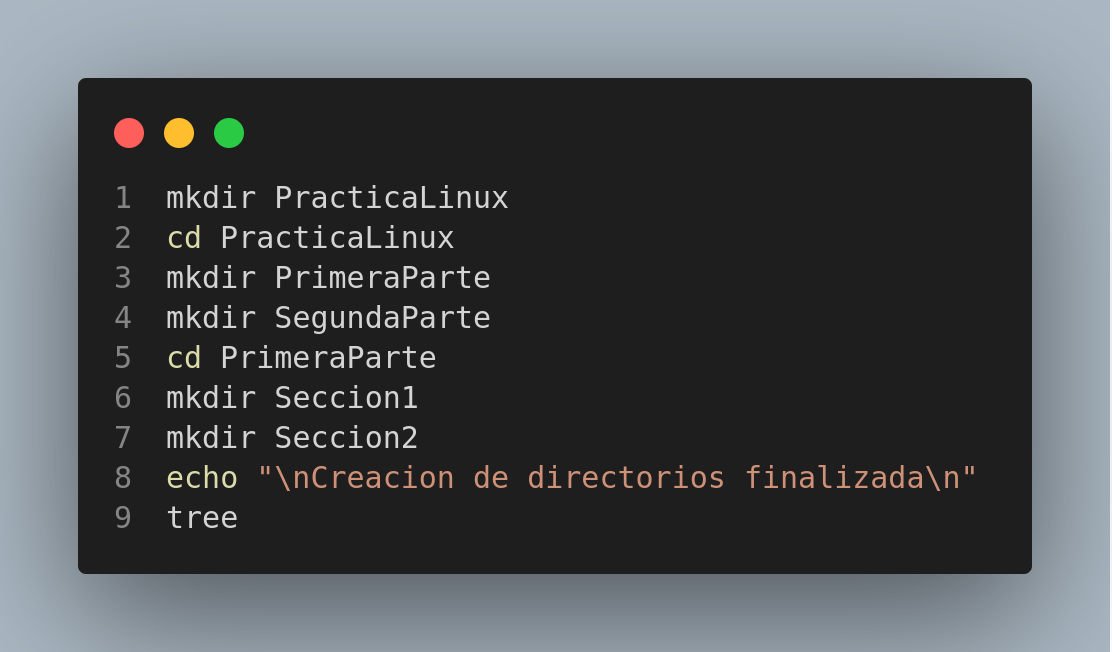 1 mkdir PracticaLinux
2 cd PracticaLinux
3 mkdir PrimeraParte
4 mkdir SegundaParte
5 cd PrimeraParte
6 mkdir Seccion1
7 mkdir Seccion2
8 echo "\nCreacion de directorios finalizada\n"
9 tree